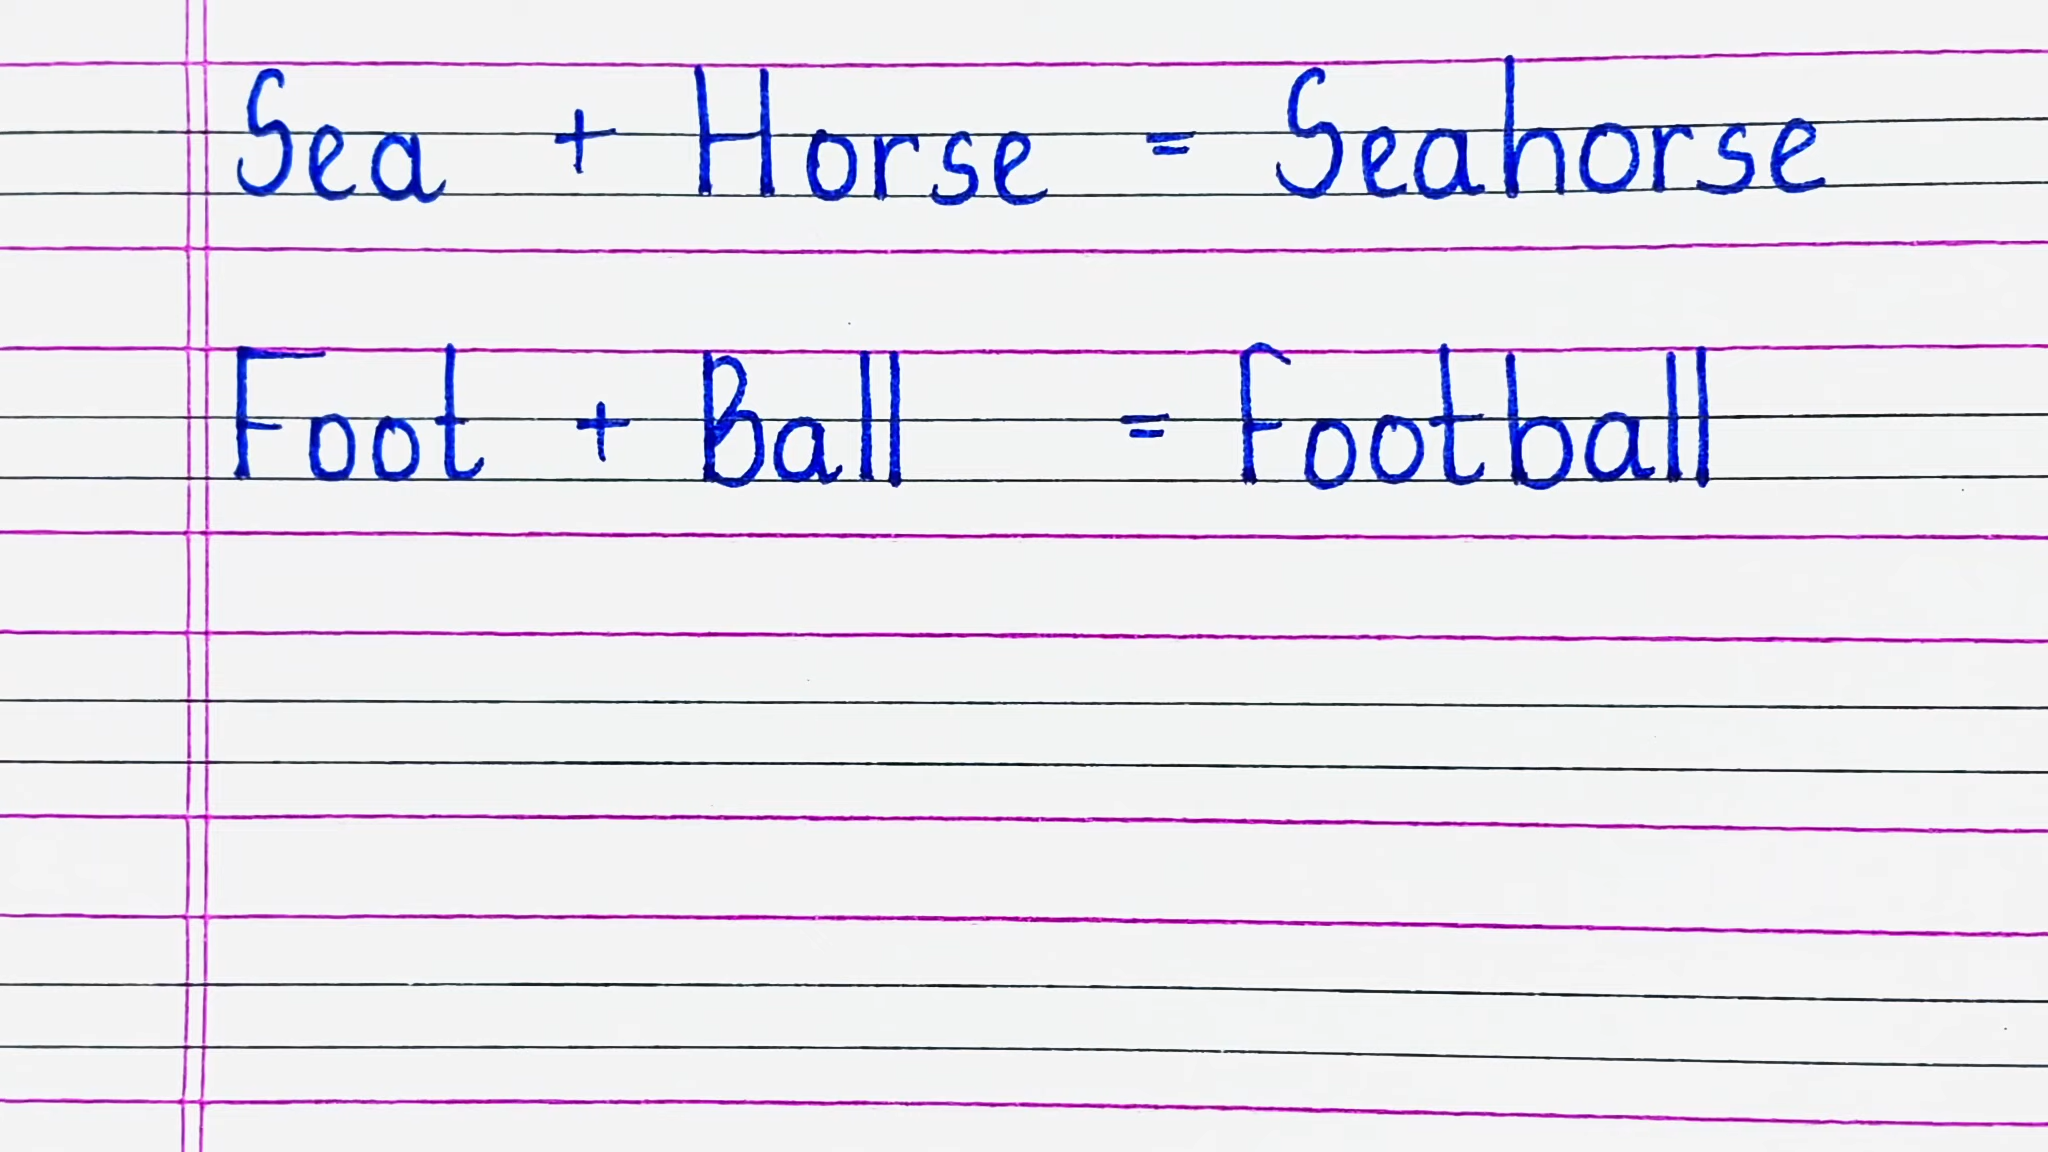 Sea + Horse = Seahorse
Foot + Ball = Football